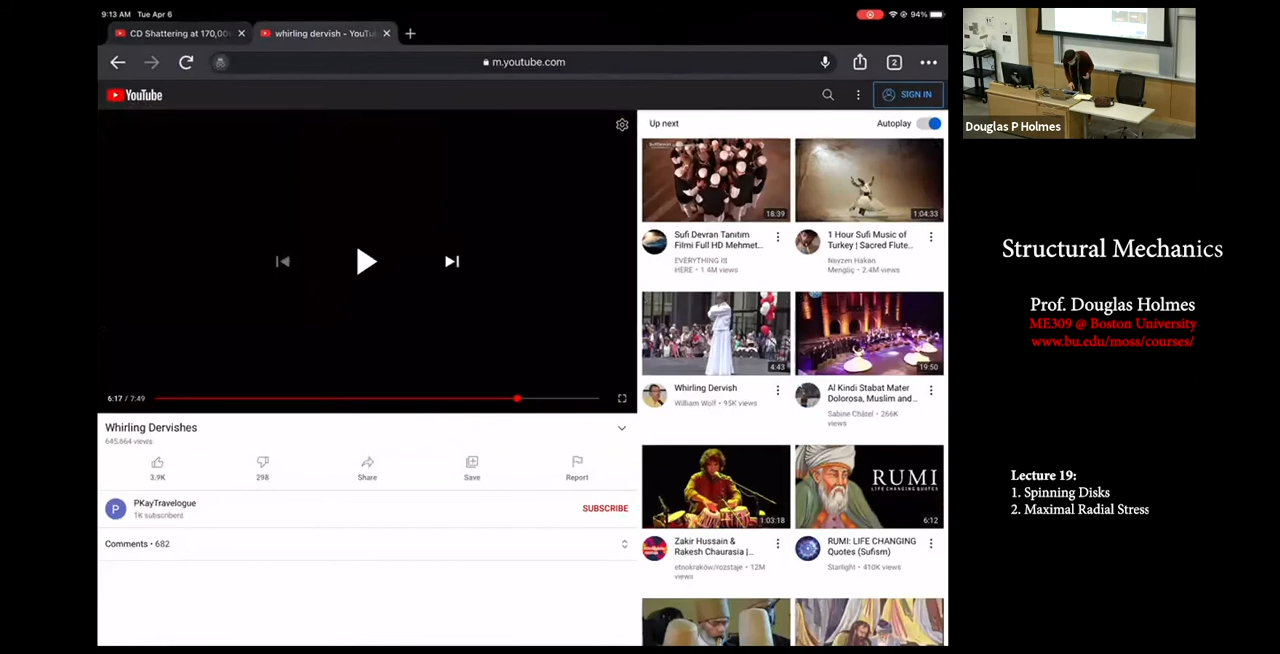 9:13 AM Tue Apr 6
94%
CD Shattering at 170,00
whirling dervish - YouTu
m.youtube.com
2
YouTube
SIGN IN
Up next
Autoplay
18:39
1:04:33
Sufi Devran Tanıtım
Filmi Full HD Mehmet...
EVERYTHING IS
HERE • 1.4M views
1 Hour Sufi Music of
Turkey | Sacred Flute...
Neyzen Hakan
Mengüç • 2.4M views
4:43
19:50
Whirling Dervish
William Wolf • 95K views
Al Kindi Stabat Mater
Dolorosa, Muslim and...
Sabine Châtel • 266K
views
6:17 / 7:49
Whirling Dervishes
645,664 views
3.9K
298
Share
Save
Report
PKayTravelogue
1K subscribers
SUBSCRIBE
Comments • 682
RUMI
LIFE CHANGING QUOTES
1:03:18
6:12
Zakir Hussain &
Rakesh Chaurasia |...
etnokraków/rozstaje • 12M
views
RUMI: LIFE CHANGING
Quotes (Sufism)
Starlight • 410K views
Douglas P Holmes
Structural Mechanics
Prof. Douglas Holmes
ME309 @ Boston University
www.bu.edu/moss/courses/
Lecture 19:
1. Spinning Disks
2. Maximal Radial Stress